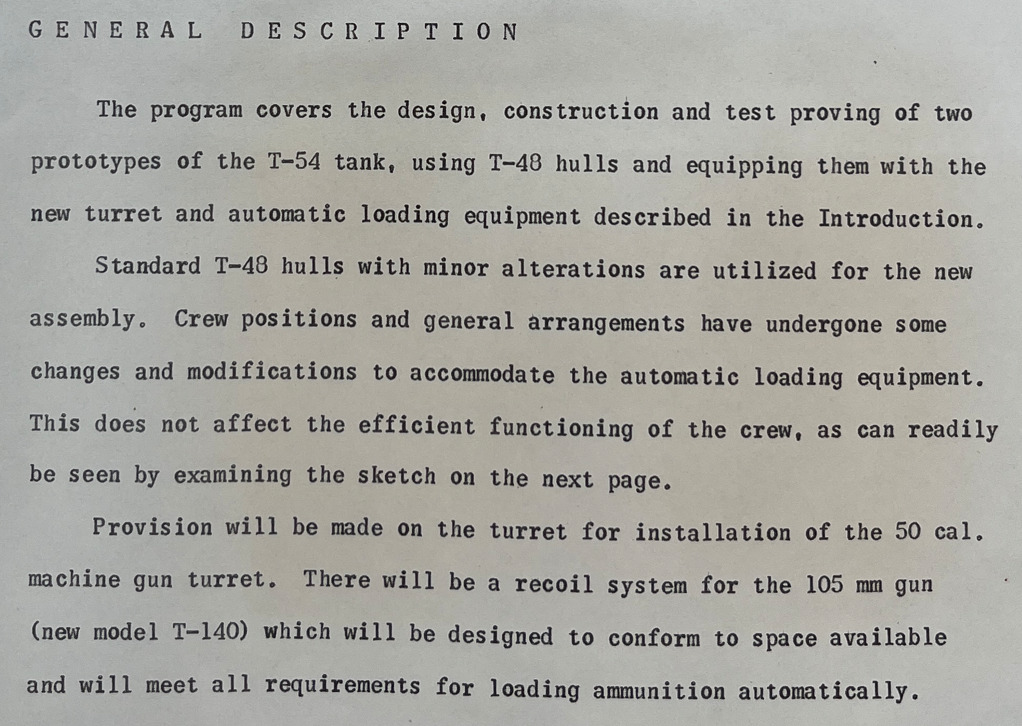 GENERAL DESCRIPTION
The program covers the design, construction and test proving of two
prototypes of the T-54 tank, using T-48 hulls and equipping them with the
new turret and automatic loading equipment described in the Introduction.
Standard T-48 hulls with minor alterations are utilized for the new
assembly. Crew positions and general arrangements have undergone some
changes and modifications to accommodate the automatic loading equipment.
This does not affect the efficient functioning of the crew, as can readily
be seen by examining the sketch on the next page.
Provision will be made on the turret for installation of the 50 cal.
machine gun turret. There will be a recoil system for the 105 mm gun
(new model T-140) which will be designed to conform to space available
and will meet all requirements for loading ammunition automatically.